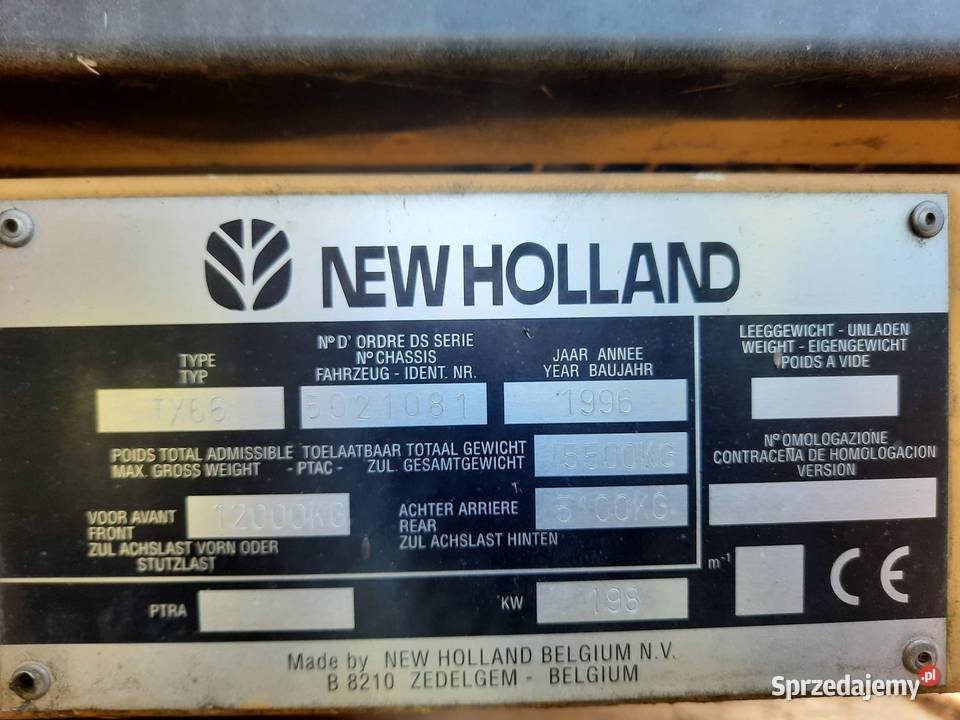 NEW HOLLAND
TYPE
TYP
TX66
N° D' ORDRE DS SERIE
N° CHASSIS
FAHRZEUG - IDENT. NR.
5021081
JAAR ANNEE
YEAR BAUJAHR
1996
LEEGGEWICHT - UNLADEN
WEIGHT - EIGENGEWICHT
POIDS A VIDE
POIDS TOTAL ADMISSIBLE TOELAATBAAR TOTAAL GEWICHT
MAX. GROSS WEIGHT - PTAC - ZUL. GESAMTGEWICHT
N° OMOLOGAZIONE
CONTRACENA DE HOMOLOGACION
VERSION
VOOR AVANT
FRONT
ZUL ACHSLAST VORN ODER
STUTZLAST
12000KG
ACHTER ARRIERE
REAR
ZUL ACHSLAST HINTEN
5100KG
m-1
CE
PTRA
KW
198
Made by NEW HOLLAND BELGIUM N.V.
B 8210 ZEDELGEM - BELGIUM
Sprzedajemy.pl